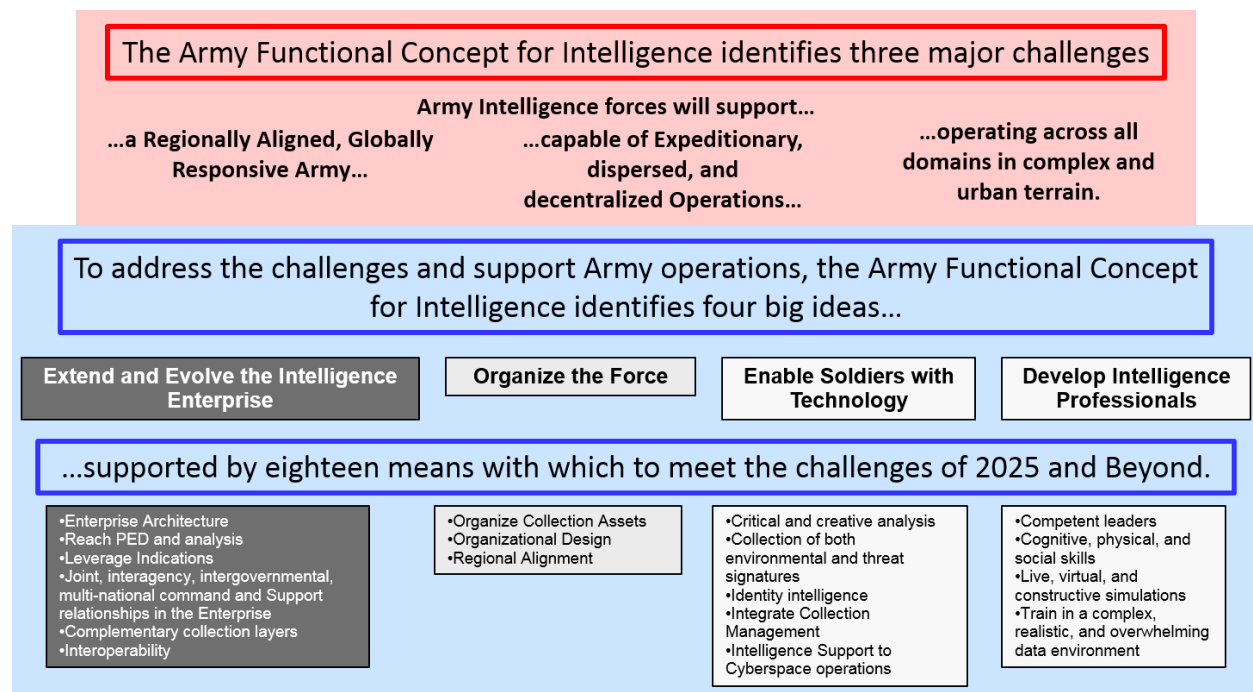 The Army Functional Concept for Intelligence identifies three major challenges
Army Intelligence forces will support…
…a Regionally Aligned, Globally
Responsive Army…
…capable of Expeditionary,
dispersed, and
decentralized Operations…
…operating across all
domains in complex and
urban terrain.
To address the challenges and support Army operations, the Army Functional Concept
for Intelligence identifies four big ideas…
Extend and Evolve the Intelligence
Enterprise
Organize the Force
Enable Soldiers with
Technology
Develop Intelligence
Professionals
…supported by eighteen means with which to meet the challenges of 2025 and Beyond.
•Enterprise Architecture
•Reach PED and analysis
•Leverage Indications
•Joint, interagency, intergovernmental,
multi-national command and Support
relationships in the Enterprise
•Complementary collection layers
•Interoperability
•Organize Collection Assets
•Organizational Design
•Regional Alignment
•Critical and creative analysis
•Collection of both
environmental and threat
signatures
•Identity intelligence
•Integrate Collection
Management
•Intelligence Support to
Cyberspace operations
•Competent leaders
•Cognitive, physical, and
social skills
•Live, virtual, and
constructive simulations
•Train in a complex,
realistic, and overwhelming
data environment